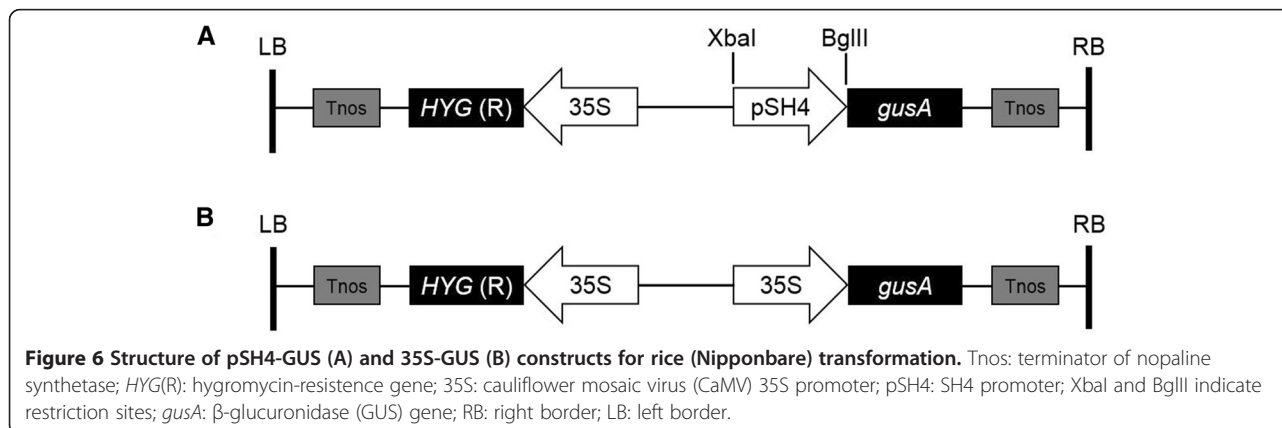 A
LB XbaI BglII RB
Tnos HYG (R) 35S pSH4 gusA Tnos
B
LB RB
Tnos HYG (R) 35S 35S gusA Tnos
Figure 6 Structure of pSH4-GUS (A) and 35S-GUS (B) constructs for rice (Nipponbare) transformation. Tnos: terminator of nopaline
synthetase; HYG(R): hygromycin-resistence gene; 35S: cauliflower mosaic virus (CaMV) 35S promoter; pSH4: SH4 promoter; XbaI and BglII indicate
restriction sites; gusA: β-glucuronidase (GUS) gene; RB: right border; LB: left border.